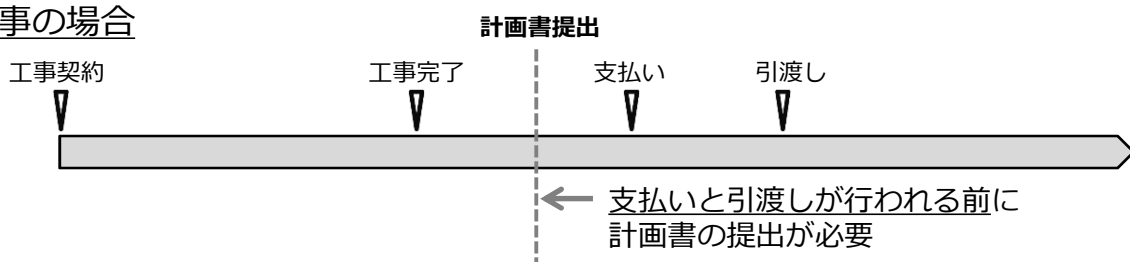 事の場合
計画書提出
工事契約
工事完了
支払い
引渡し
支払いと引渡しが行われる前に
計画書の提出が必要